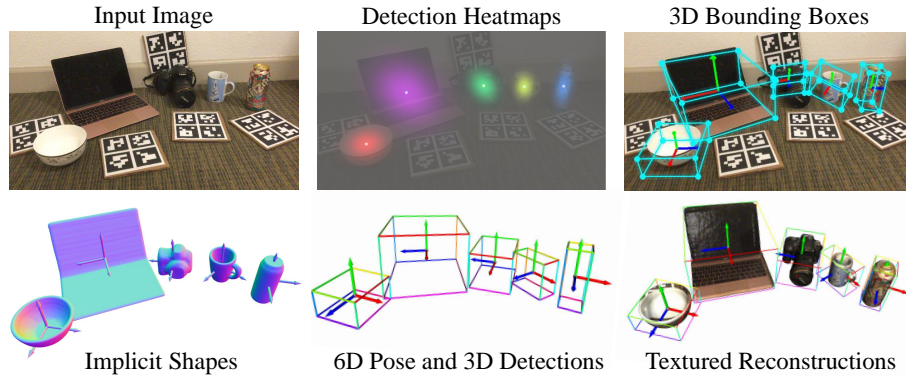 Input Image
Detection Heatmaps
3D Bounding Boxes
Implicit Shapes
6D Pose and 3D Detections
Textured Reconstructions